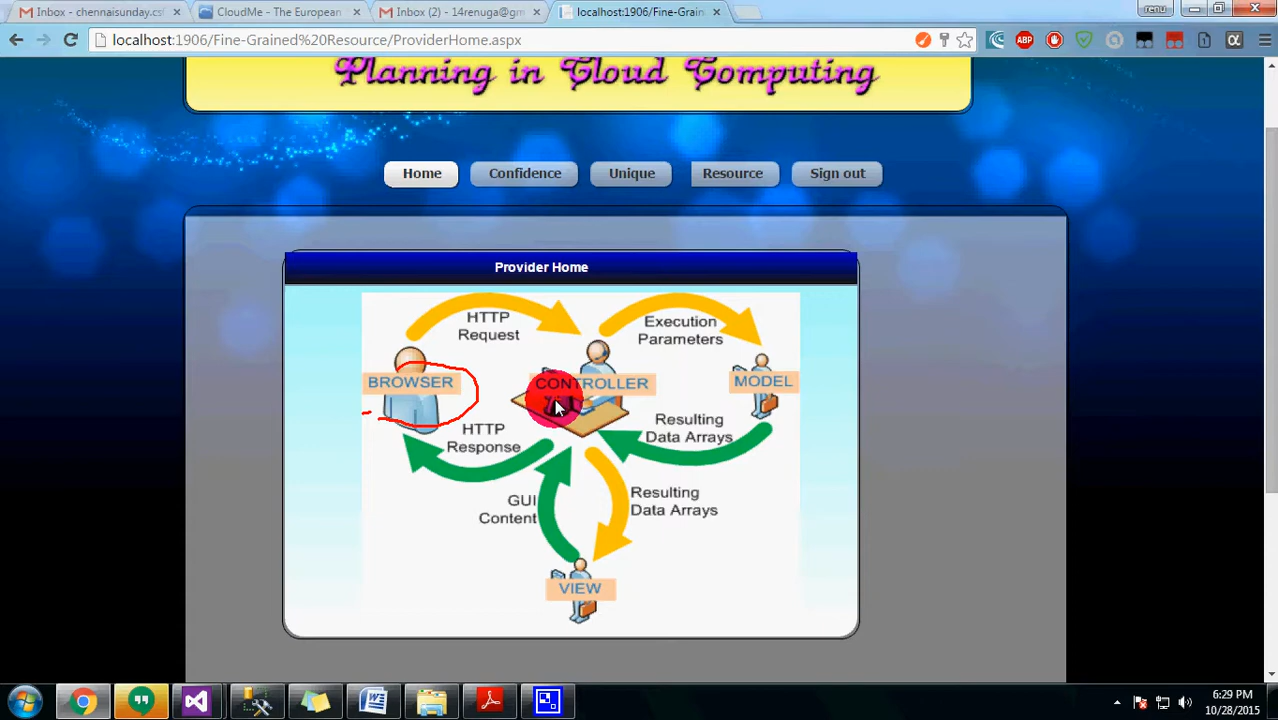 Inbox - chennaisunday.cs
CloudMe - The European
Inbox (2) - 14renuga@gm
localhost:1906/Fine-Grain
renu
localhost:1906/Fine-Grained%20Resource/ProviderHome.aspx
ABP
Planning in Cloud Computing
Home
Confidence
Unique
Resource
Sign out
Provider Home
HTTP
Request
Execution
Parameters
BROWSER
CONTROLLER
MODEL
HTTP
Response
Resulting
Data Arrays
GUI
Content
Resulting
Data Arrays
VIEW
6:29 PM
10/28/2015